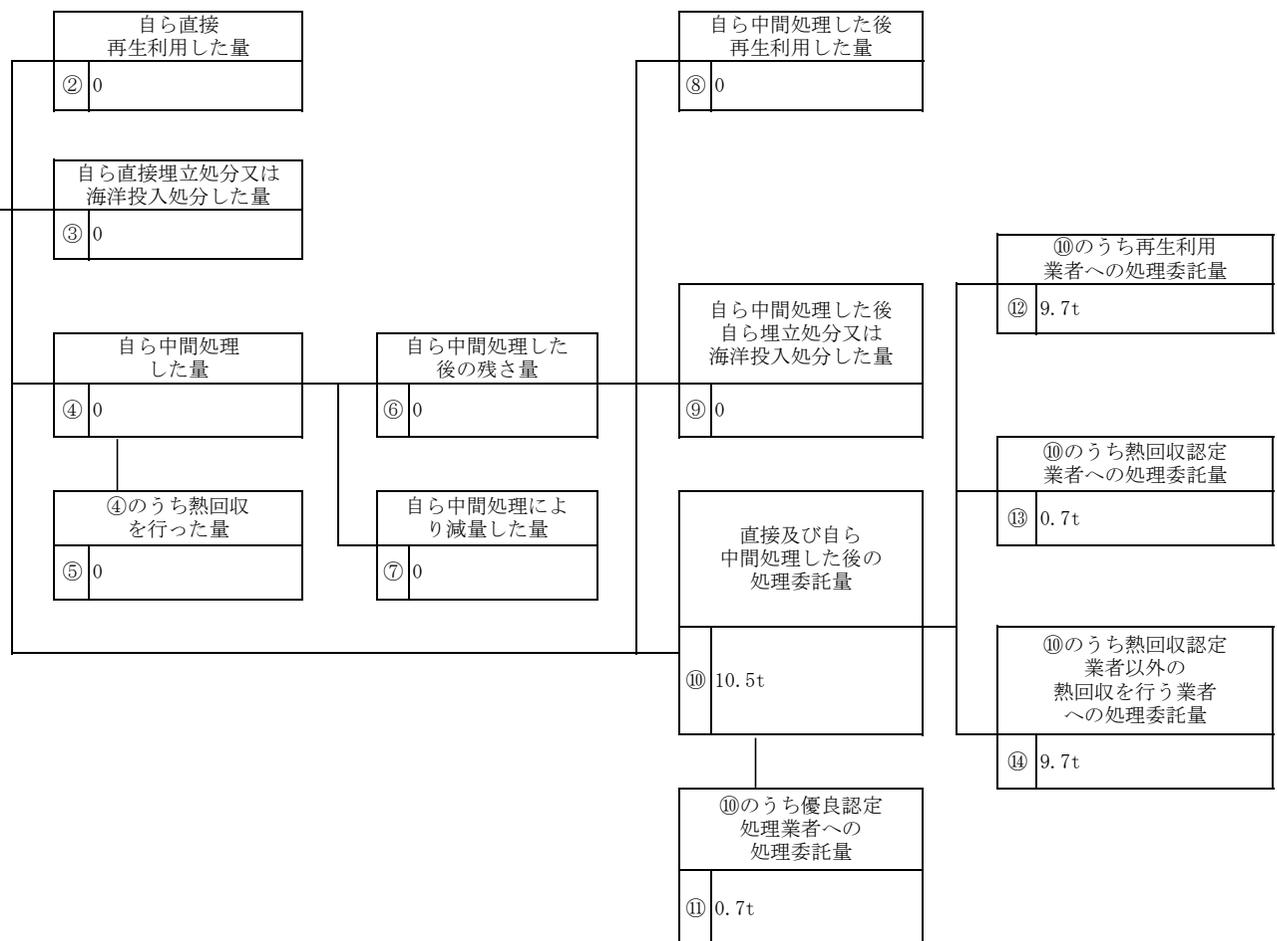 自ら直接
再生利用した量
② 0
自ら直接埋立処分又は
海洋投入処分した量
③ 0
自ら中間処理
した量
④ 0
④のうち熱回収
を行った量
⑤ 0
自ら中間処理した
後の残さ量
⑥ 0
自ら中間処理によ
り減量した量
⑦ 0
自ら中間処理した後
再生利用した量
⑧ 0
自ら中間処理した後
自ら埋立処分又は
海洋投入処分した量
⑨ 0
直接及び自ら
中間処理した後の
処理委託量
⑩ 10.5t
⑩のうち優良認定
処理業者への
処理委託量
⑪ 0.7t
⑩のうち再生利用
業者への処理委託量
⑫ 9.7t
⑩のうち熱回収認定
業者への処理委託量
⑬ 0.7t
⑩のうち熱回収認定
業者以外の
熱回収を行う業者
への処理委託量
⑭ 9.7t